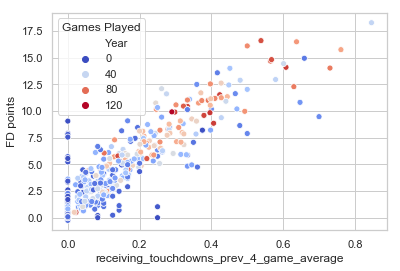 Games Played
Year
0
40
80
120
17.5
15.0
12.5
10.0
7.5
5.0
2.5
0.0
FD points
0.0 0.2 0.4 0.6 0.8
receiving_touchdowns_prev_4_game_average